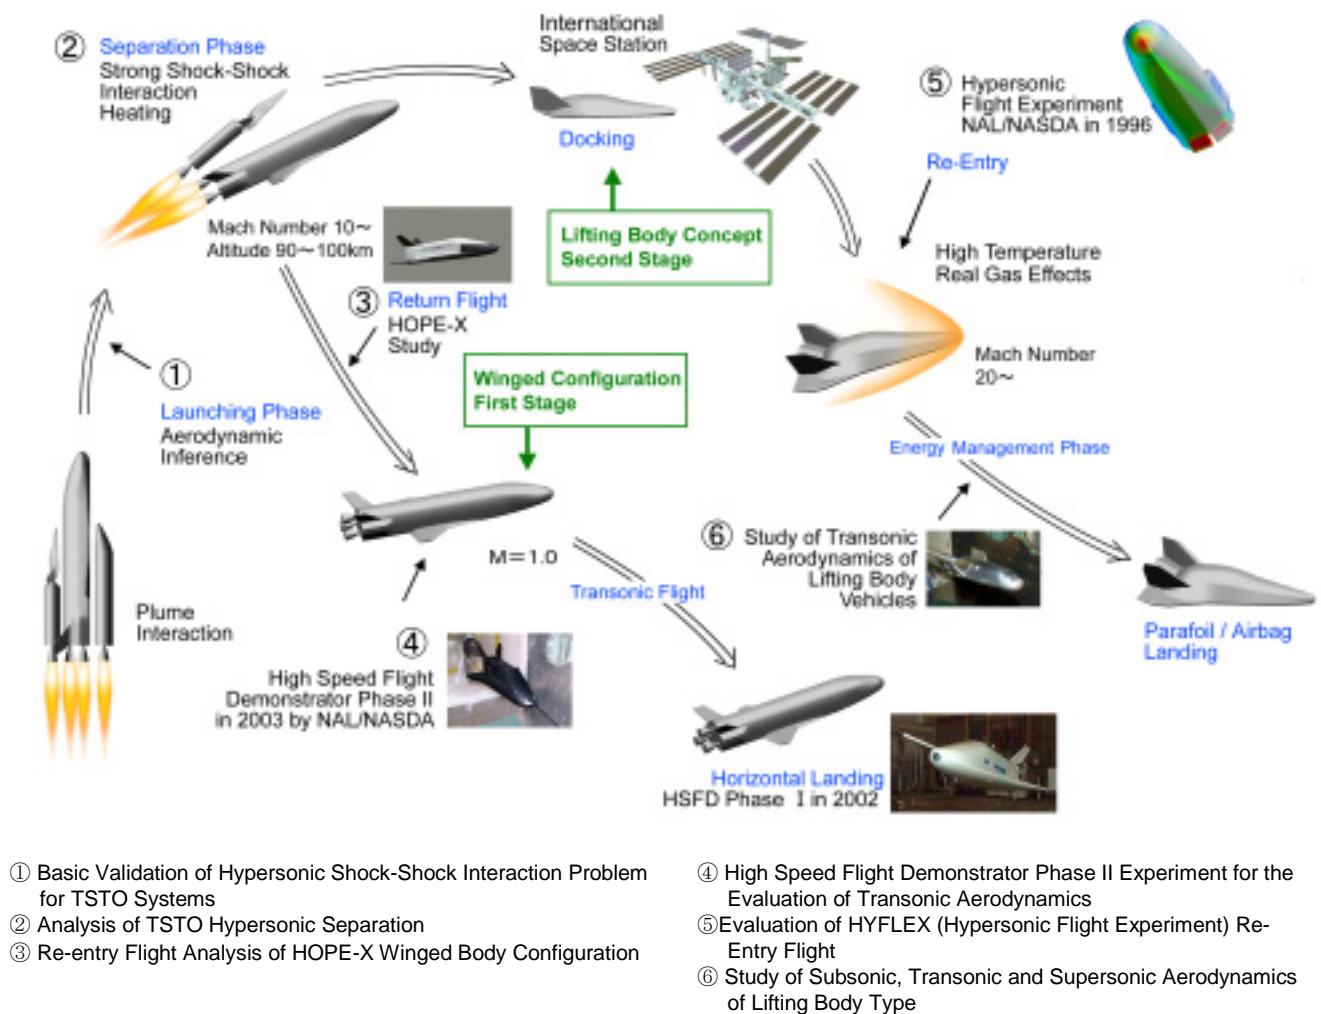 ② Separation Phase
Strong Shock-Shock
Interaction
Heating
International
Space Station
Docking
⑤ Hypersonic
Flight Experiment
NAL/NASDA in 1996
Re-Entry
Mach Number 10～
Altitude 90～100km
Lifting Body Concept
Second Stage
High Temperature
Real Gas Effects
③ Return Flight
HOPE-X
Study
Mach Number
20～
①
Launching Phase
Aerodynamic
Inference
Winged Configuration
First Stage
Energy Management Phase
M=1.0
⑥ Study of Transonic
Aerodynamics of
Lifting Body
Vehicles
Transonic Flight
Plume
Interaction
Parafoil / Airbag
Landing
④
High Speed Flight
Demonstrator Phase II
in 2003 by NAL/NASDA
Horizontal Landing
HSFD Phase I in 2002
① Basic Validation of Hypersonic Shock-Shock Interaction Problem
for TSTO Systems
② Analysis of TSTO Hypersonic Separation
③ Re-entry Flight Analysis of HOPE-X Winged Body Configuration
④ High Speed Flight Demonstrator Phase II Experiment for the
Evaluation of Transonic Aerodynamics
⑤Evaluation of HYFLEX (Hypersonic Flight Experiment) Re-
Entry Flight
⑥ Study of Subsonic, Transonic and Supersonic Aerodynamics
of Lifting Body Type